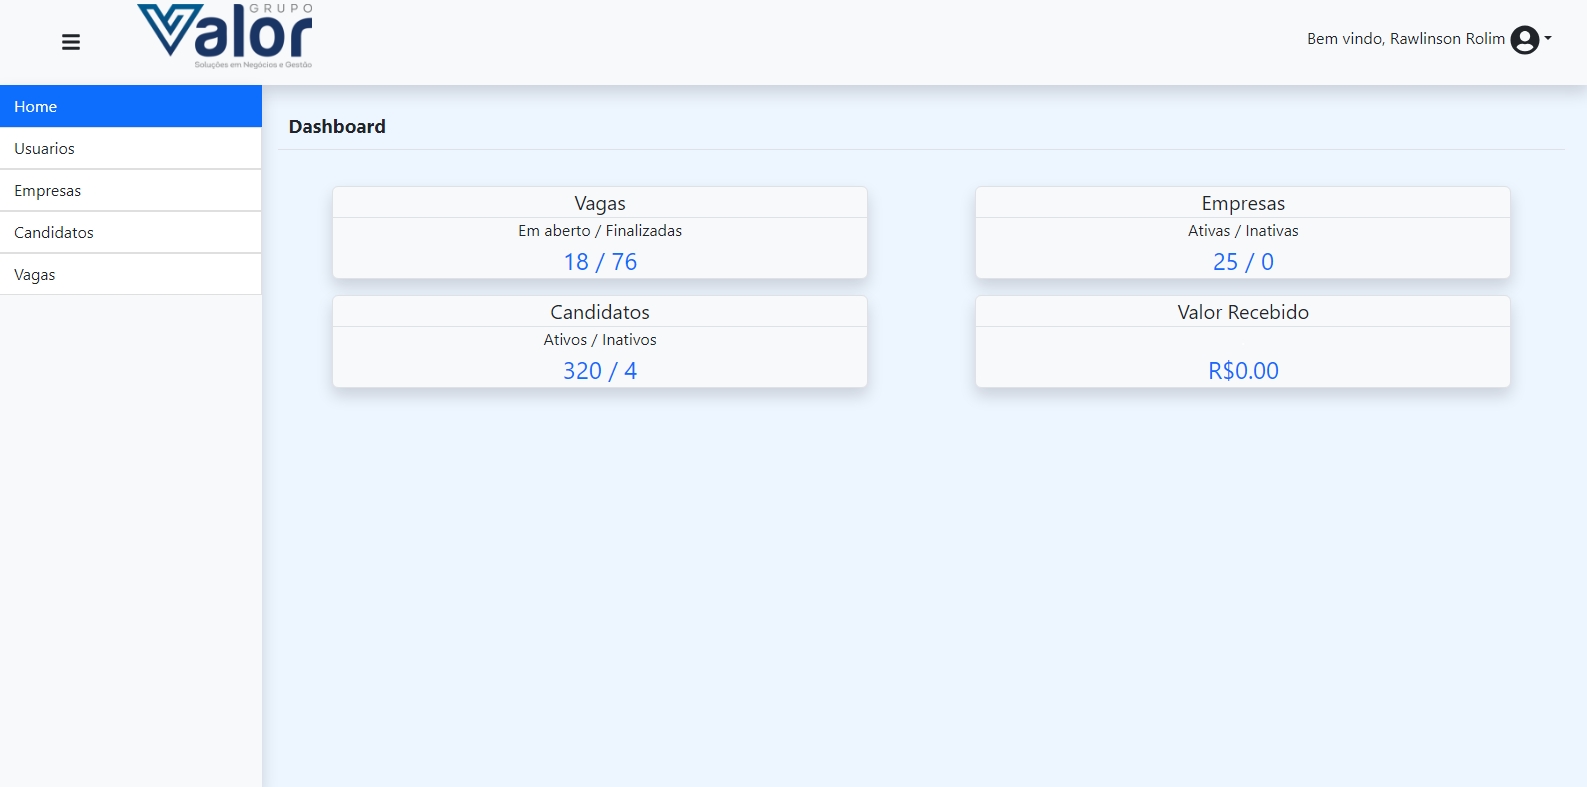 GRUPO
Valor
Soluções em Negócios e Gestão
Bem vindo, Rawlinson Rolim
Home
Usuarios
Empresas
Candidatos
Vagas
Dashboard
Vagas
Em aberto / Finalizadas
18 / 76
Empresas
Ativas / Inativas
25 / 0
Candidatos
Ativos / Inativos
320 / 4
Valor Recebido
R$0.00